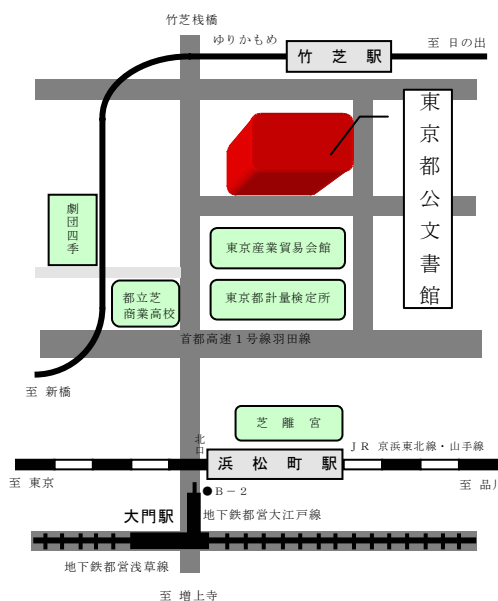 竹芝桟橋
ゆりかもめ
竹芝駅
至 日の出
東京都公文書館
劇団四季
東京産業貿易会館
都立芝
商業高校
東京都計量検定所
首都高速１号線羽田線
至 新橋
芝離宮
北口
浜松町駅
ＪＲ 京浜東北線・山手線
至 東京
至 品川
●Ｂ－２
大門駅
地下鉄都営大江戸線
地下鉄都営浅草線
至 増上寺